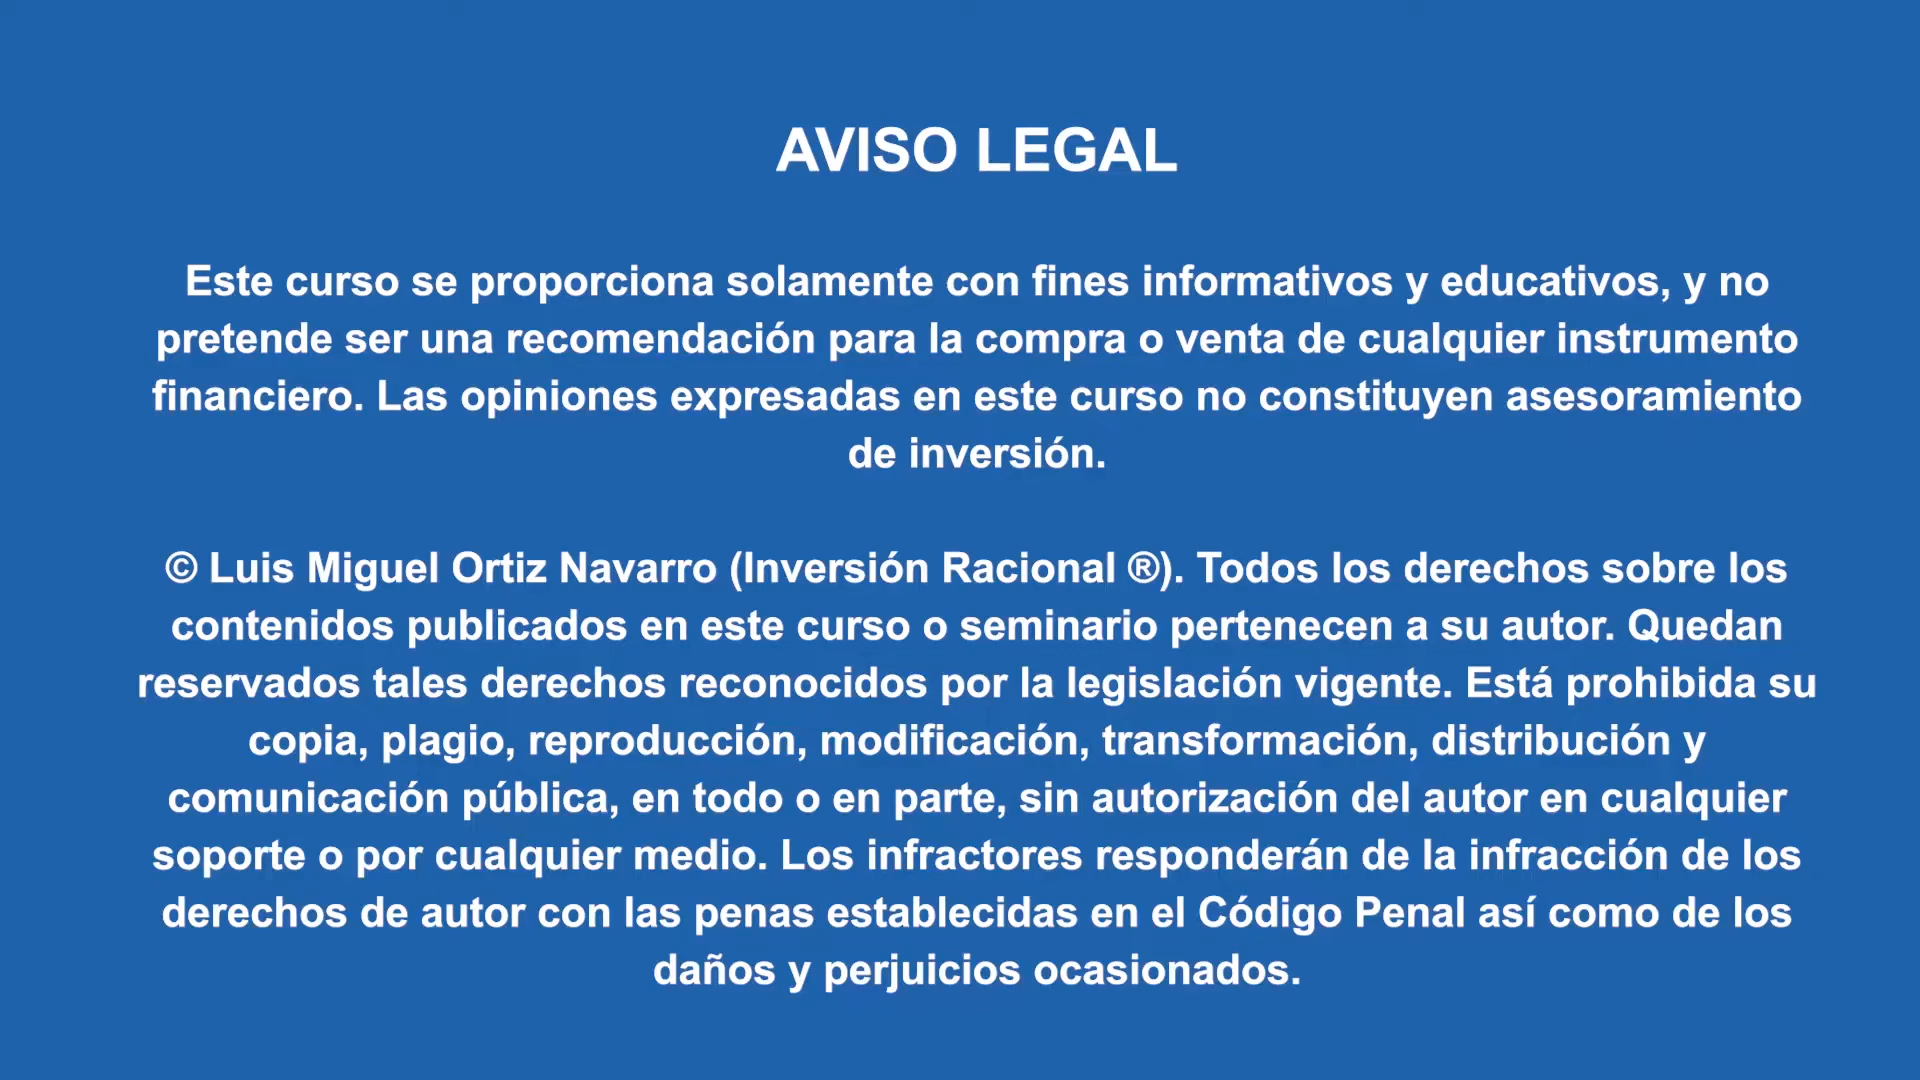 AVISO LEGAL
Este curso se proporciona solamente con fines informativos y educativos, y no
pretende ser una recomendación para la compra o venta de cualquier instrumento
financiero. Las opiniones expresadas en este curso no constituyen asesoramiento
de inversión.
© Luis Miguel Ortiz Navarro (Inversión Racional ®). Todos los derechos sobre los
contenidos publicados en este curso o seminario pertenecen a su autor. Quedan
reservados tales derechos reconocidos por la legislación vigente. Está prohibida su
copia, plagio, reproducción, modificación, transformación, distribución y
comunicación pública, en todo o en parte, sin autorización del autor en cualquier
soporte o por cualquier medio. Los infractores responderán de la infracción de los
derechos de autor con las penas establecidas en el Código Penal así como de los
daños y perjuicios ocasionados.